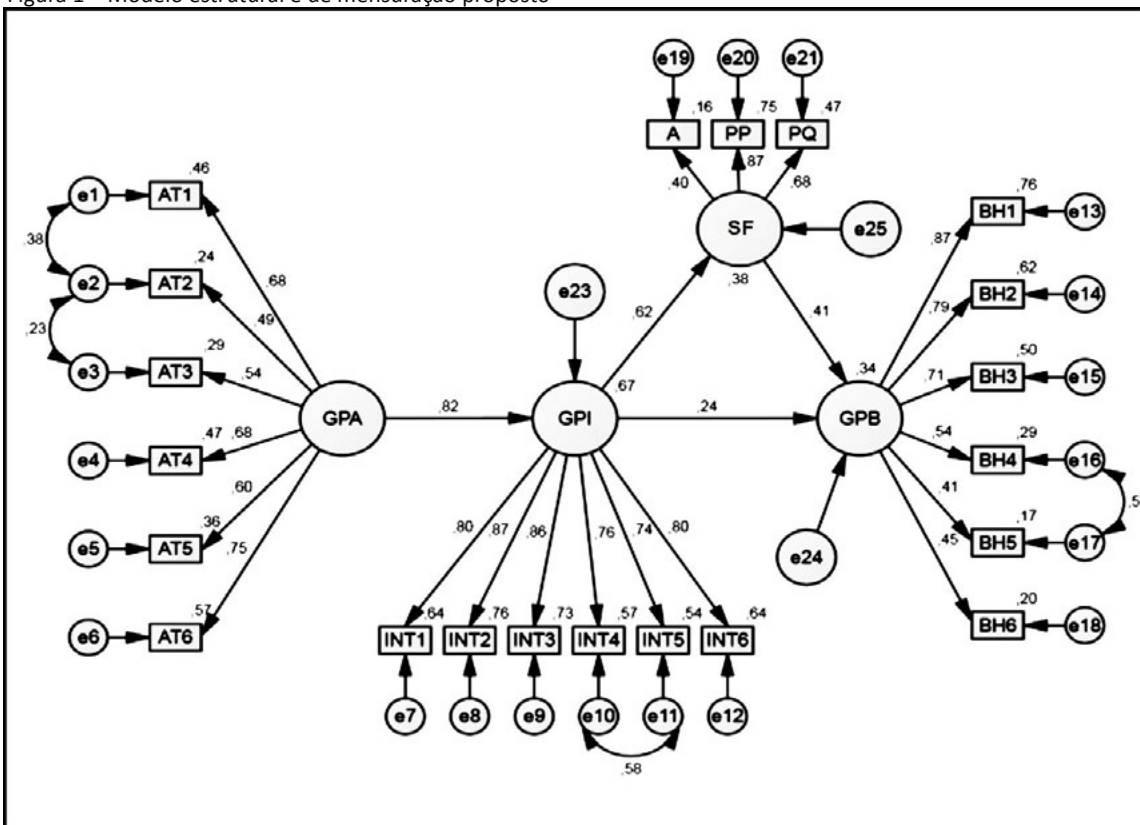 Figura 1 – Modelo estrutural e de mensuração proposto
e19 e20 e21
,16 ,75 ,47
A PP PQ
,40 ,87 ,68
SF
e25
,38
,46
e1 AT1
,38
,24
e2 AT2
,23
,29
e3 AT3
,47
e4 AT4
,36
e5 AT5
,57
e6 AT6
,68
,49
,54
,68
,60
,75
GPA
,82
e23
GPI
,67
,62
,41
,24
,34
GPB
e24
,80 ,87 ,86 ,76 ,74 ,80
,64 ,76 ,73 ,57 ,54 ,64
INT1 INT2 INT3 INT4 INT5 INT6
e7 e8 e9 e10 e11 e12
,58
,87
,79
,71
,54
,41
,45
,76
BH1 e13
,62
BH2 e14
,50
BH3 e15
,29
BH4 e16
,17
BH5 e17
,20
BH6 e18